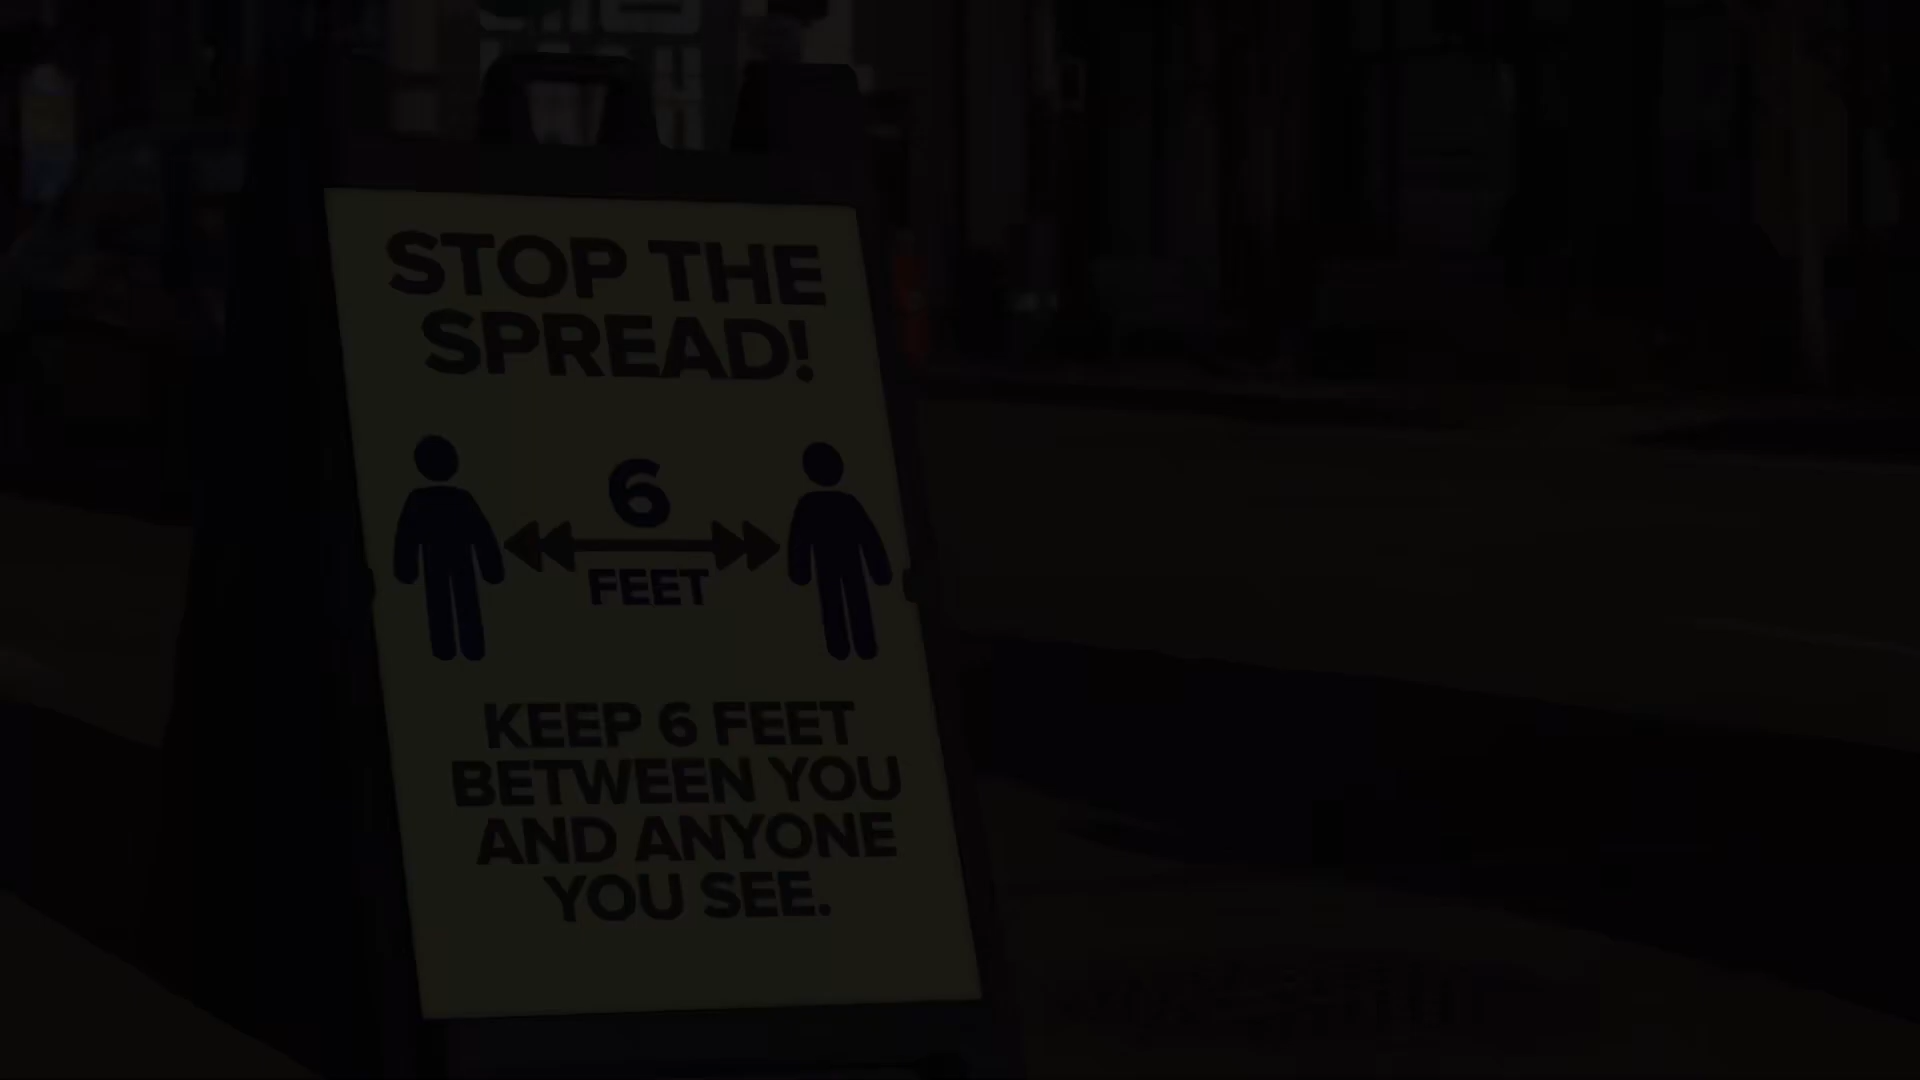 STOP THE
SPREAD!
6
FEET
KEEP 6 FEET
BETWEEN YOU
AND ANYONE
YOU SEE.